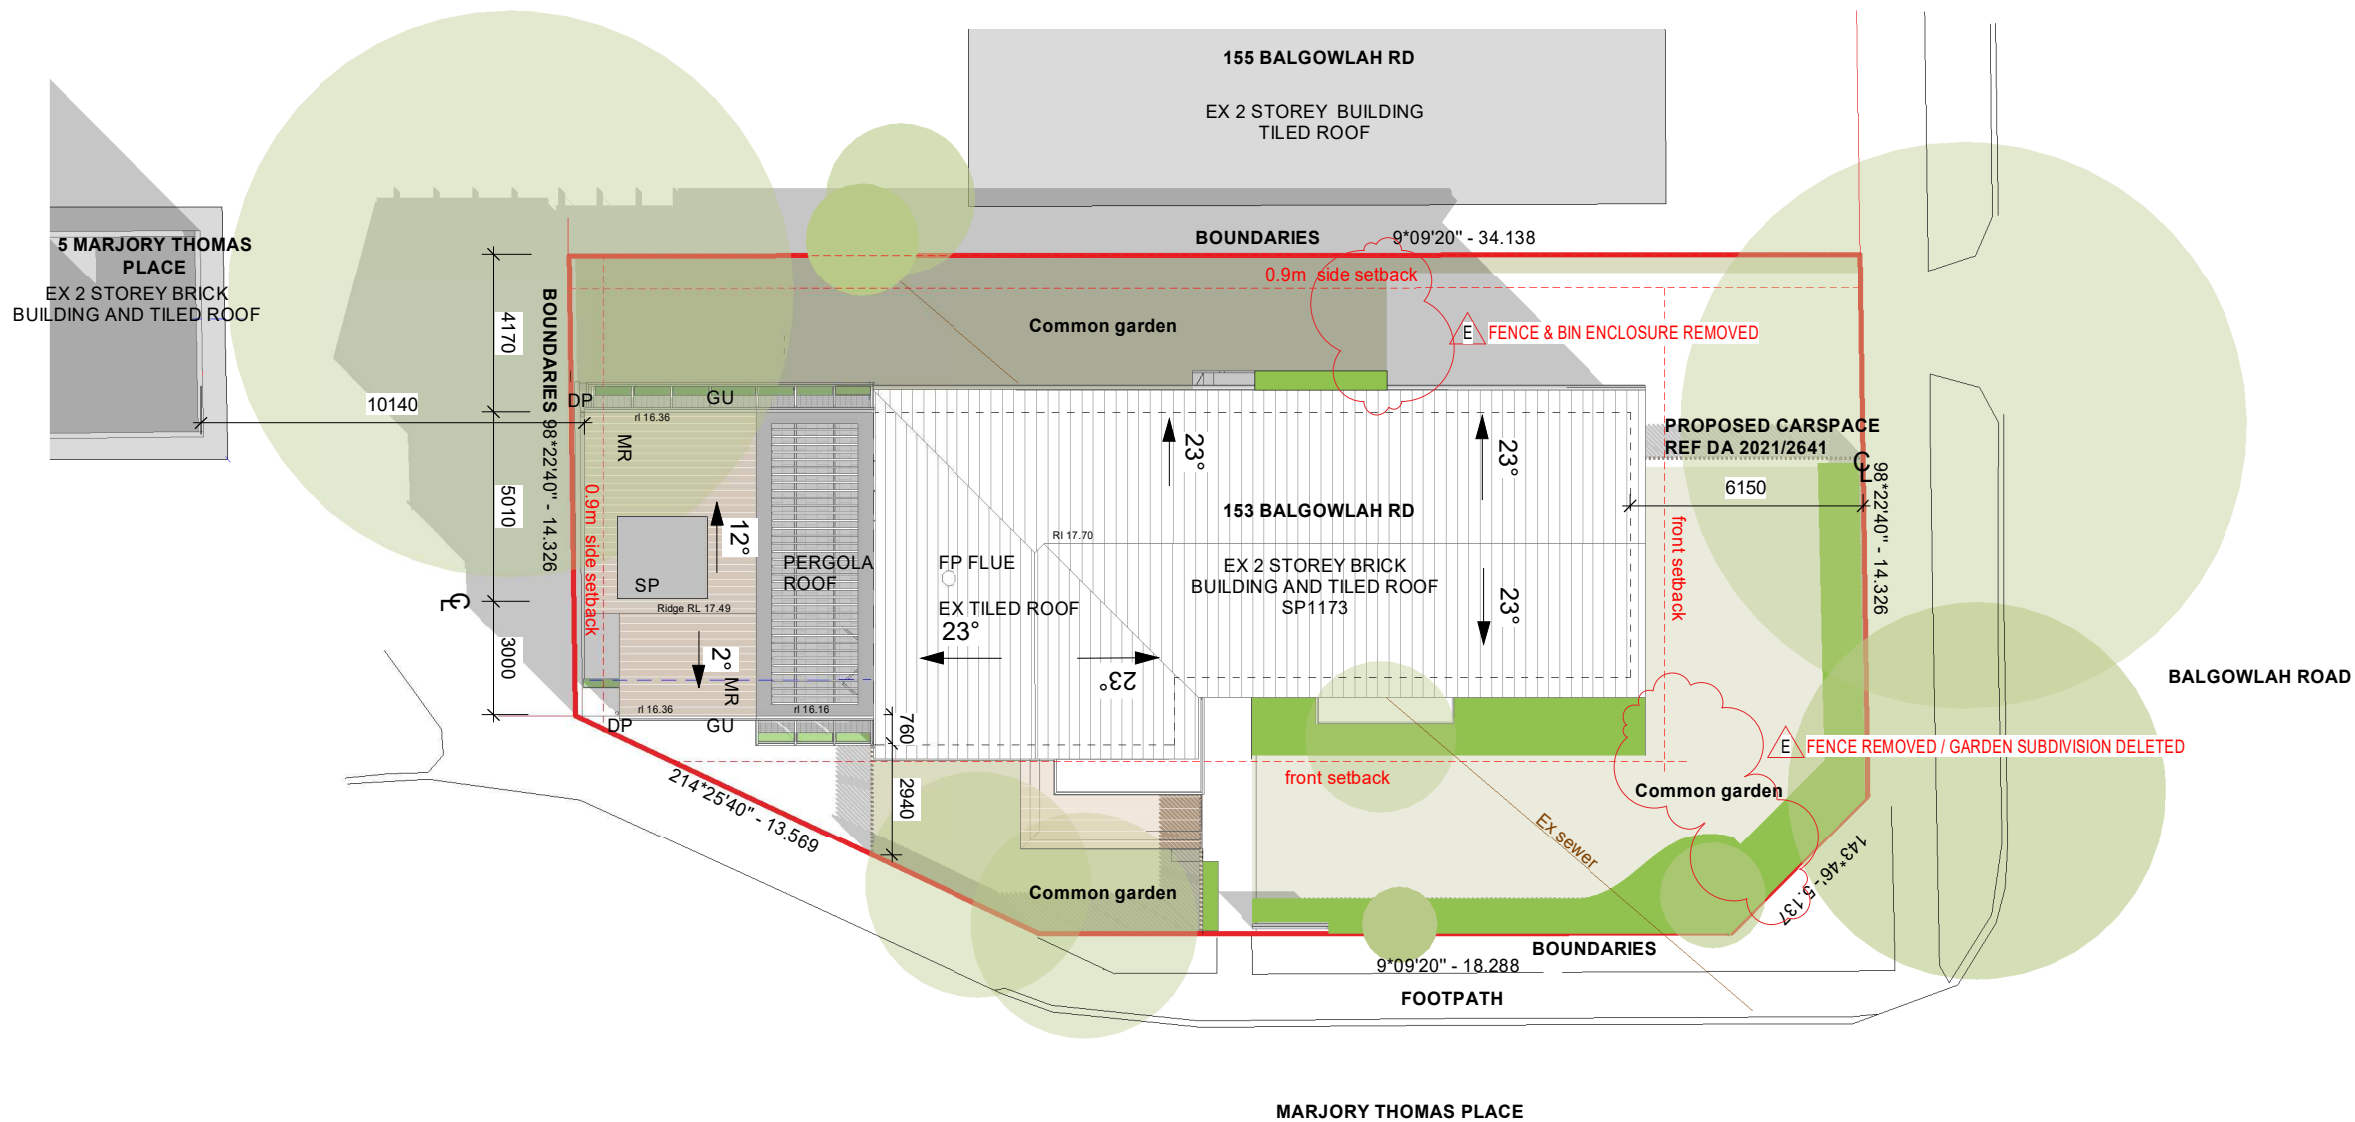 155 BALGOWLAH RD
EX 2 STOREY BUILDING
TILED ROOF
5 MARJORY THOMAS
PLACE
EX 2 STOREY BRICK
BUILDING AND TILED ROOF
BOUNDARIES
9*09'20" - 34.138
0.9m side setback
Common garden
E
FENCE & BIN ENCLOSURE REMOVED
4170
BOUNDARIES 98*22'40" - 14.326
10140
5010
3000
DP
GU
rl 16.36
MR
0.9m side setback
12°
SP
Ridge RL 17.49
2°
MR
rl 16.36
DP
GU
PERGOLA
ROOF
rl 16.16
FP FLUE
EX TILED ROOF
23°
23°
23°
23°
23°
153 BALGOWLAH RD
Rl 17.70
EX 2 STOREY BRICK
BUILDING AND TILED ROOF
SP1173
PROPOSED CARSPACE
REF DA 2021/2641
6150
CL
98*22'40" - 14.326
front setback
CL
BALGOWLAH ROAD
760
2940
214*25'40" - 13.569
front setback
E
FENCE REMOVED / GARDEN SUBDIVISION DELETED
Common garden
Ex sewer
143*46' - 5.137
Common garden
BOUNDARIES
9*09'20" - 18.288
FOOTPATH
MARJORY THOMAS PLACE